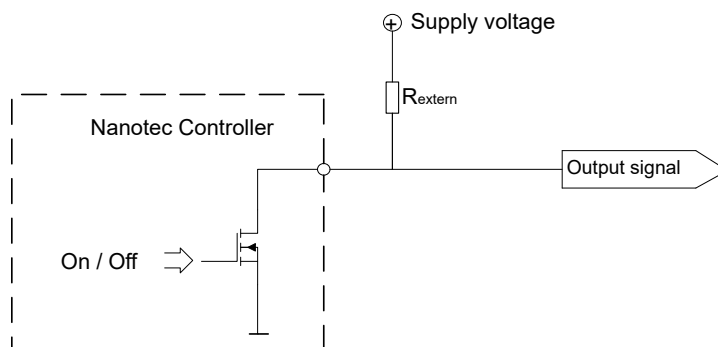 Supply voltage
Rextern
Nanotec Controller
Output signal
On / Off